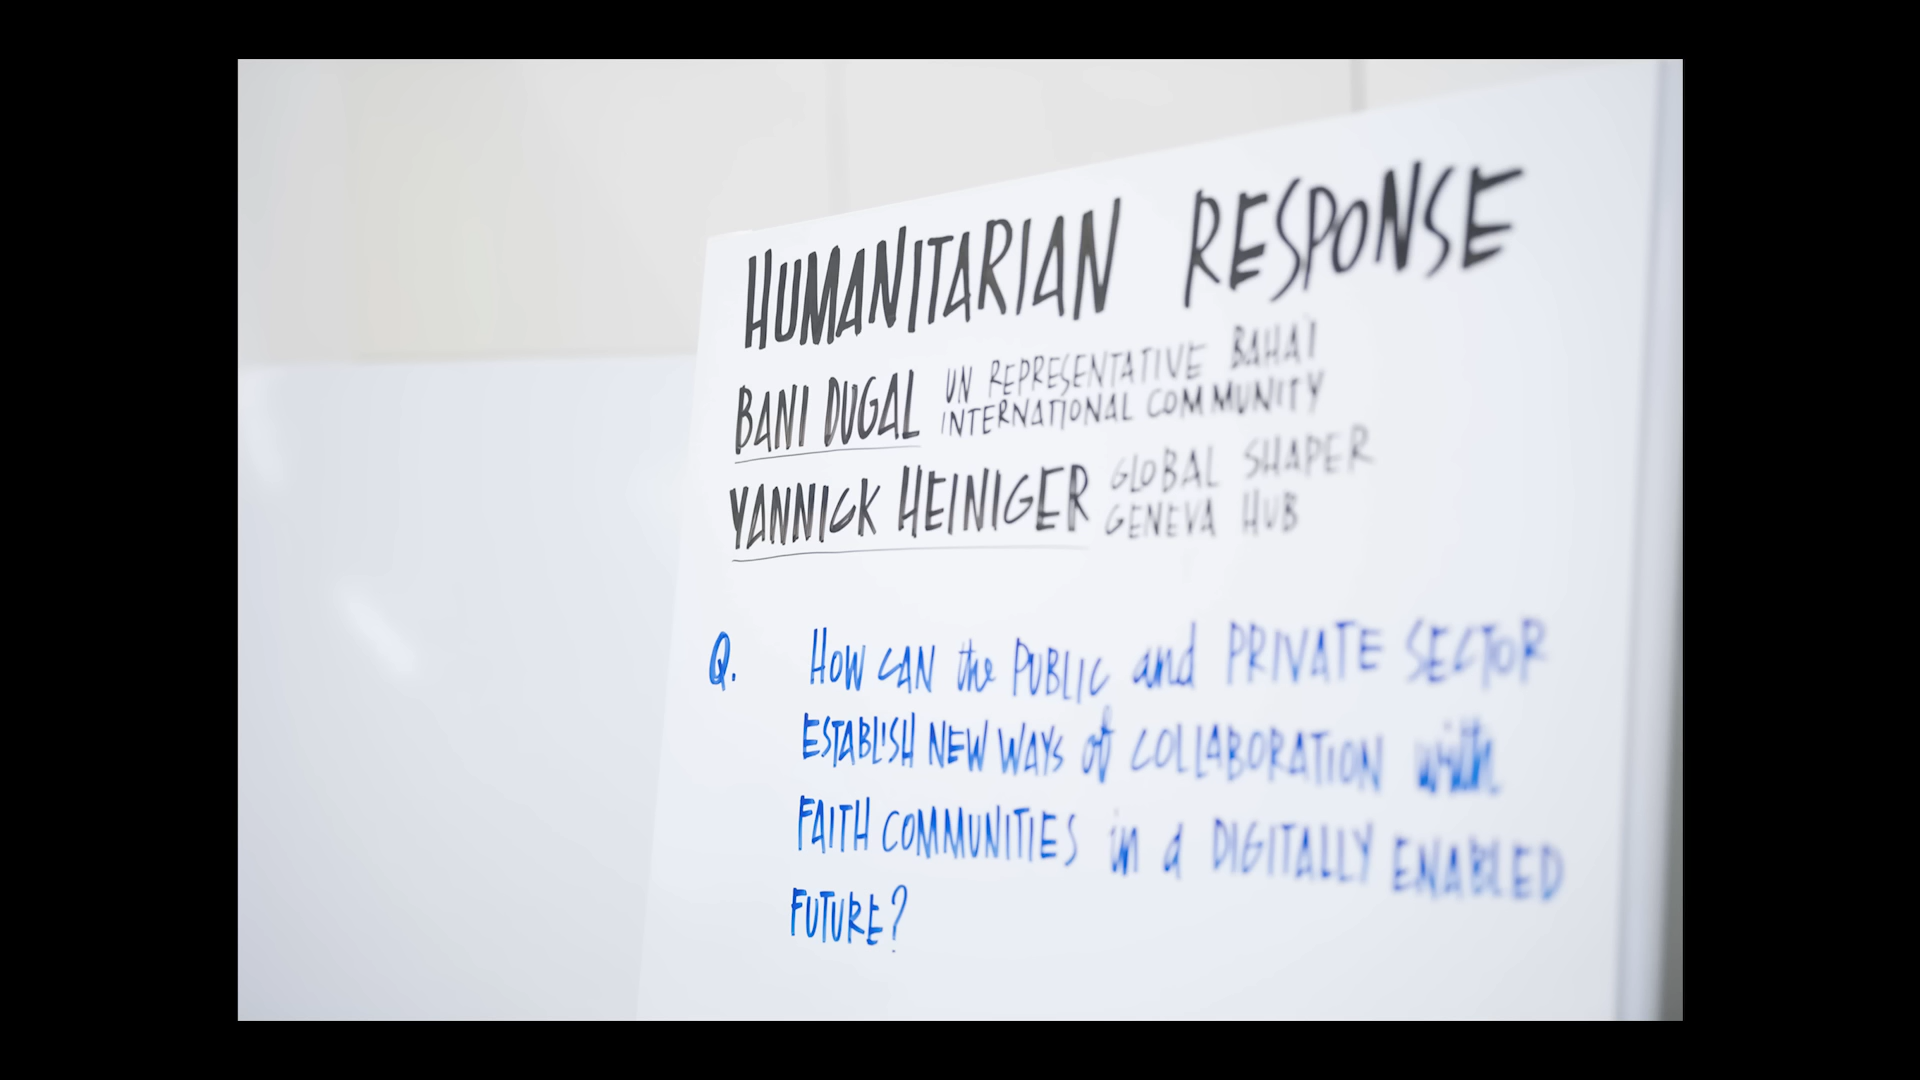 HUMANITARIAN RESPONSE
BANI DUGAL UN REPRESENTATIVE BAHA'I
INTERNATIONAL COMMUNITY
YANNICK HEINIGER GLOBAL SHAPER
GENEVA HUB
Q. HOW CAN the PUBLIC and PRIVATE SECTOR
ESTABLISH NEW WAYS of COLLABORATION with
FAITH COMMUNITIES in a DIGITALLY ENABLED
FUTURE?